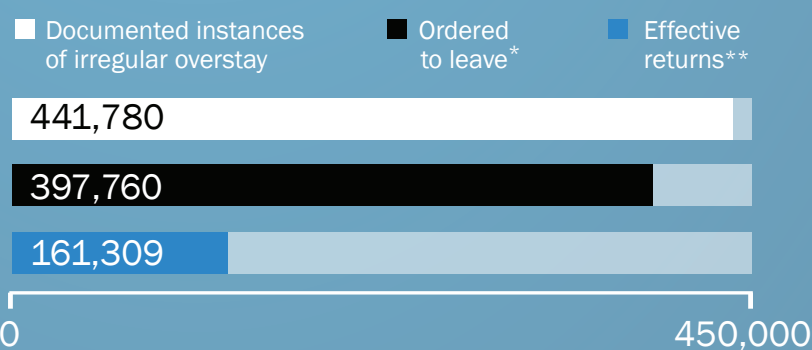 Documented instances
of irregular overstay
Ordered
to leave*
Effective
returns**
441,780
397,760
161,309
0
450,000